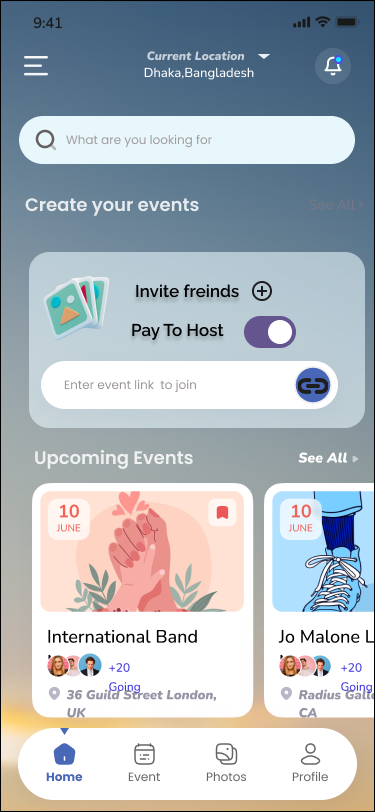 9:41
Current Location
Dhaka,Bangladesh
What are you looking for
Create your events
See All
Invite freinds
Pay To Host
Enter event link to join
Upcoming Events
See All
10
JUNE
10
JUNE
International Band
Jo Malone L
+20
Going
+20
Going
36 Guild Street London,
UK
Radius Galle
CA
Home
Event
Photos
Profile